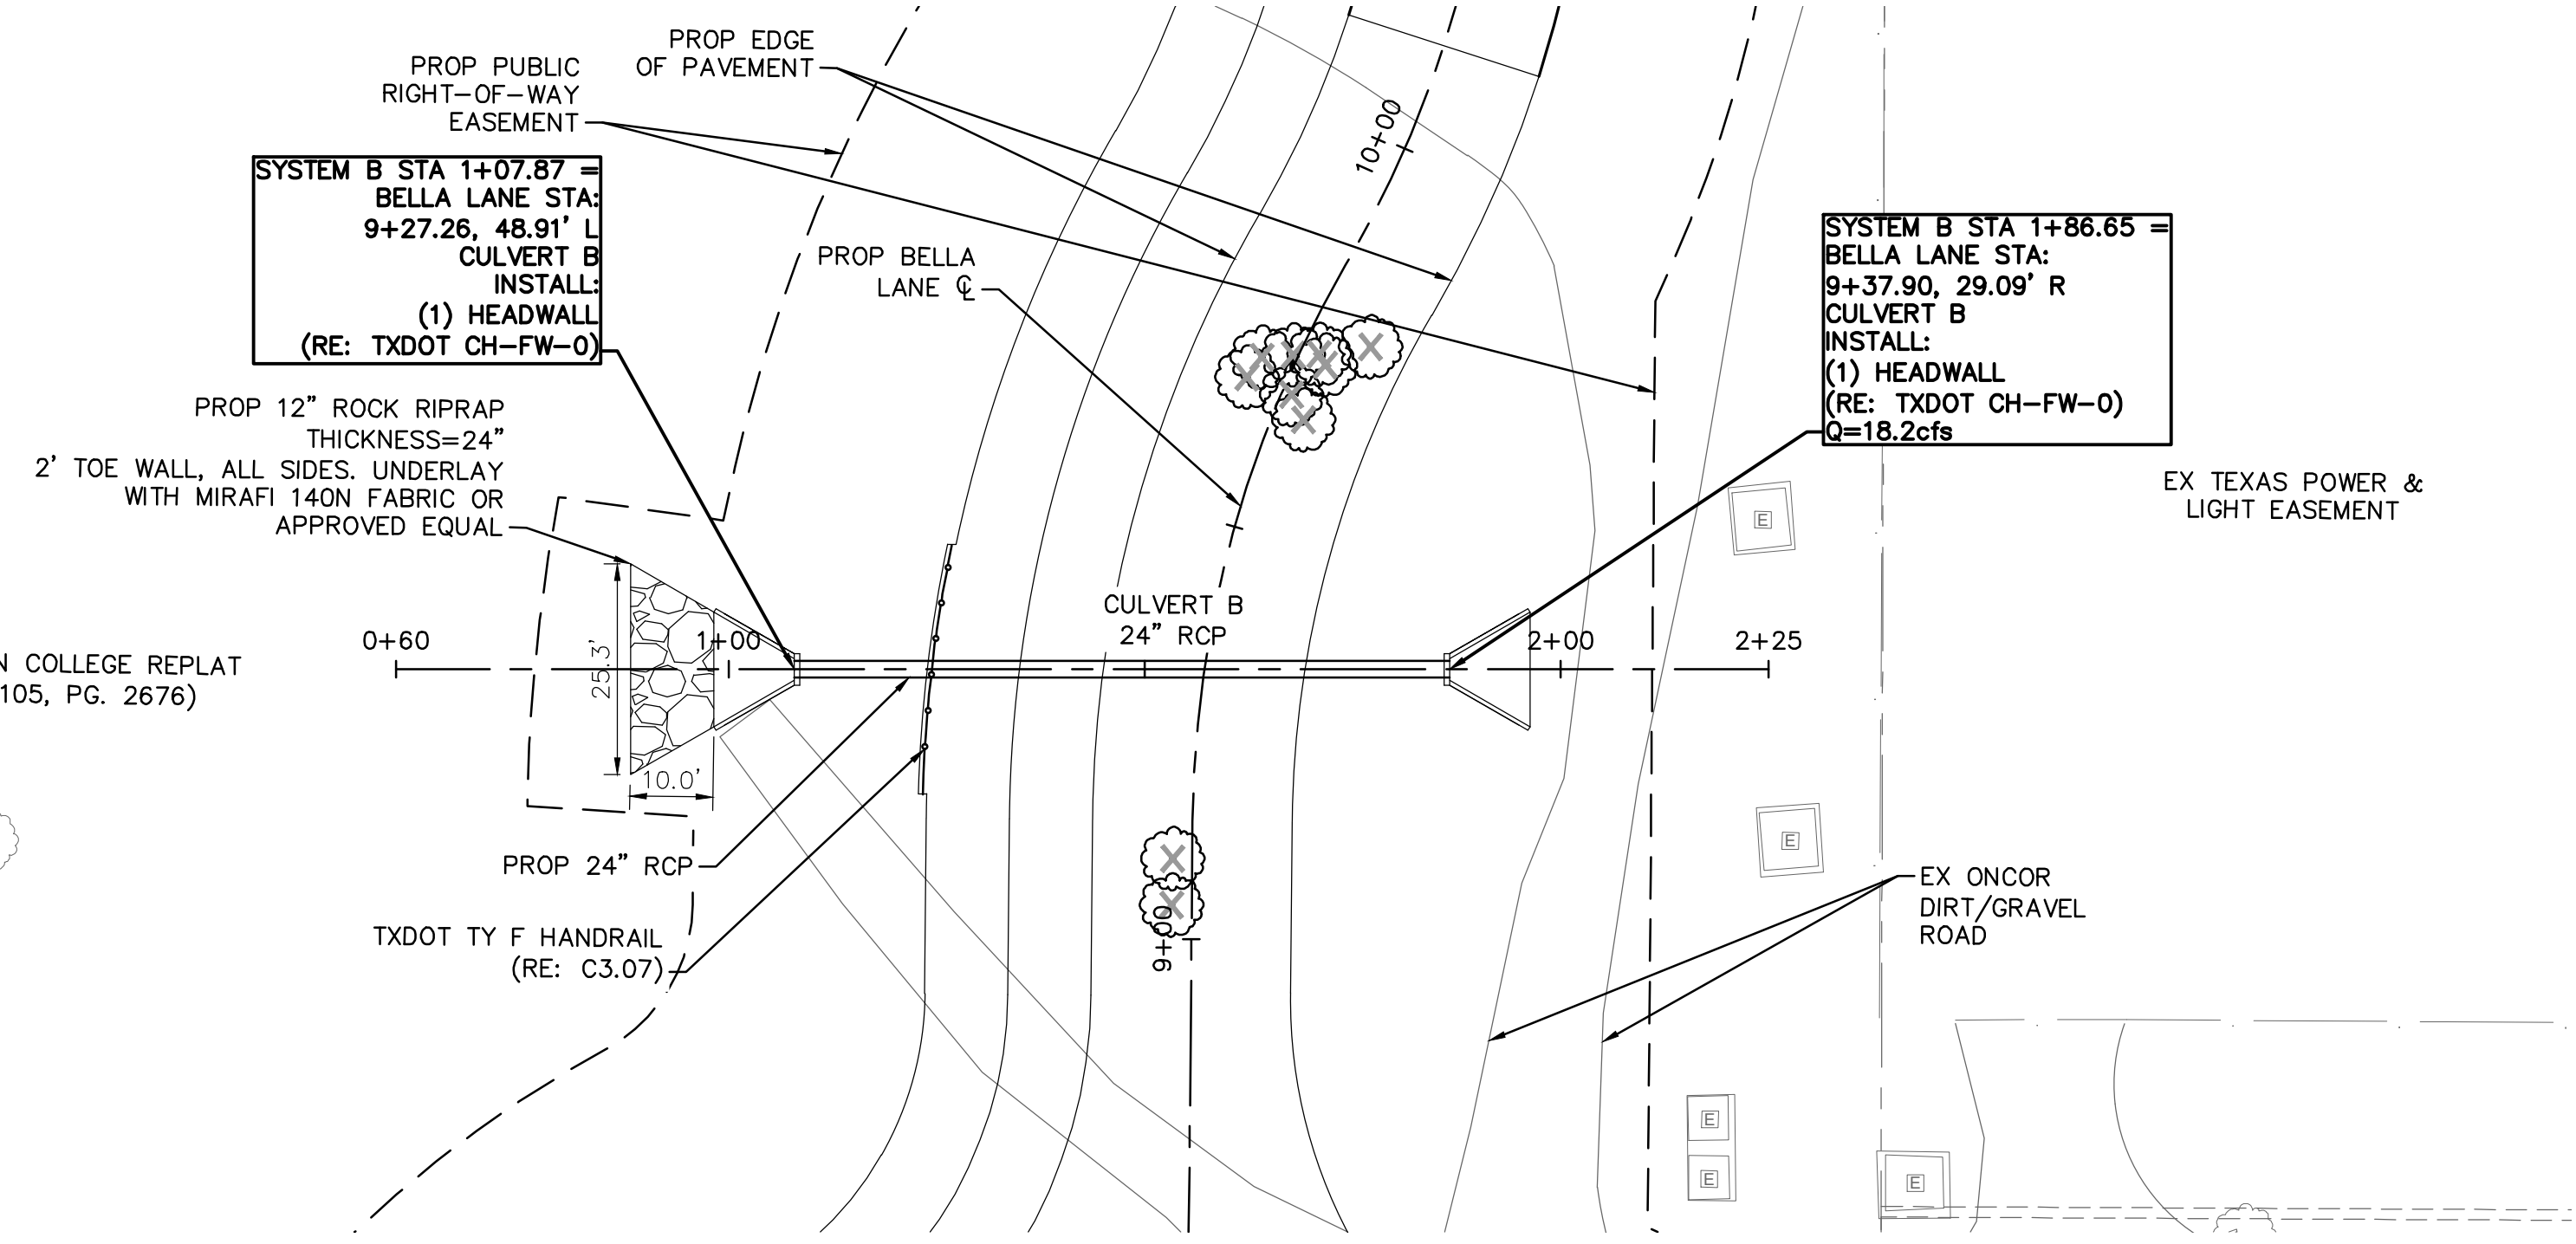 PROP EDGE
OF PAVEMENT
PROP PUBLIC
RIGHT-OF-WAY
EASEMENT
10+00
SYSTEM B STA 1+07.87 =
BELLA LANE STA:
9+27.26, 48.91' L
CULVERT B
INSTALL:
(1) HEADWALL
(RE: TXDOT CH-FW-0)
SYSTEM B STA 1+86.65 =
BELLA LANE STA:
9+37.90, 29.09' R
CULVERT B
INSTALL:
(1) HEADWALL
(RE: TXDOT CH-FW-0)
Q=18.2cfs
PROP BELLA
LANE ℄
PROP 12" ROCK RIPRAP
THICKNESS=24"
2' TOE WALL, ALL SIDES. UNDERLAY
WITH MIRAFI 140N FABRIC OR
APPROVED EQUAL
EX TEXAS POWER &
LIGHT EASEMENT
E
CULVERT B
24" RCP
0+60
1+00
2+00
2+25
25.3'
N COLLEGE REPLAT
105, PG. 2676)
10.0'
E
PROP 24" RCP
EX ONCOR
DIRT/GRAVEL
ROAD
TXDOT TY F HANDRAIL
(RE: C3.07)
9+00
E
E
E